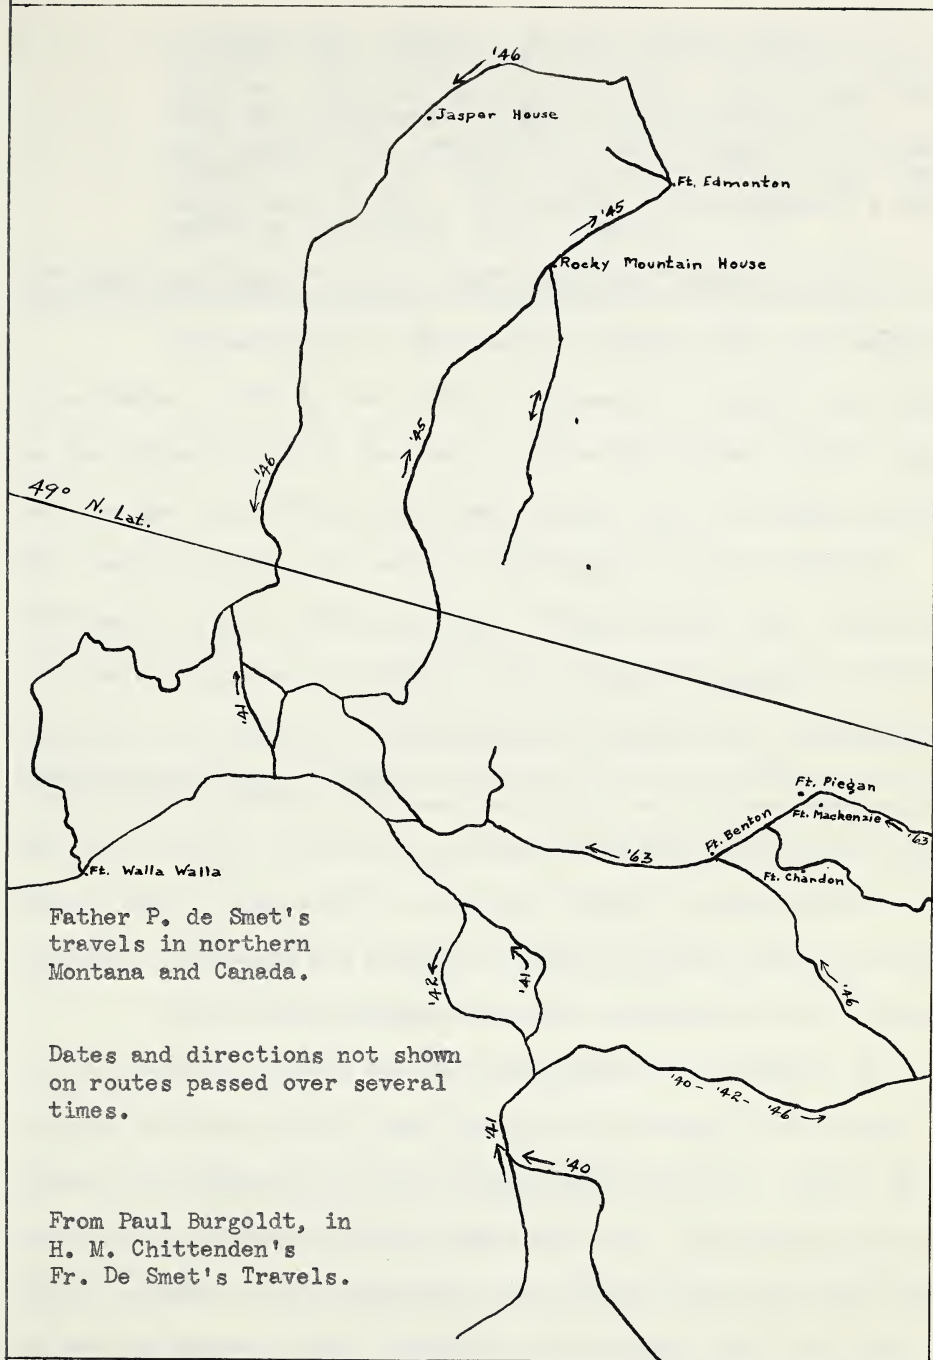 '46
Jasper House
Ft. Edmonton
'45
Rocky Mountain House
'45
'46
49° N. Lat.
'41
Ft. Piegan
Ft. Mackenzie
'63
Ft. Benton
'63
Ft. Chardon
Ft. Walla Walla
Father P. de Smet's
travels in northern
Montana and Canada.
'42
'41
'46
Dates and directions not shown
on routes passed over several
times.
'40- '42- '46
'41
'40
From Paul Burgoldt, in
H. M. Chittenden's
Fr. De Smet's Travels.